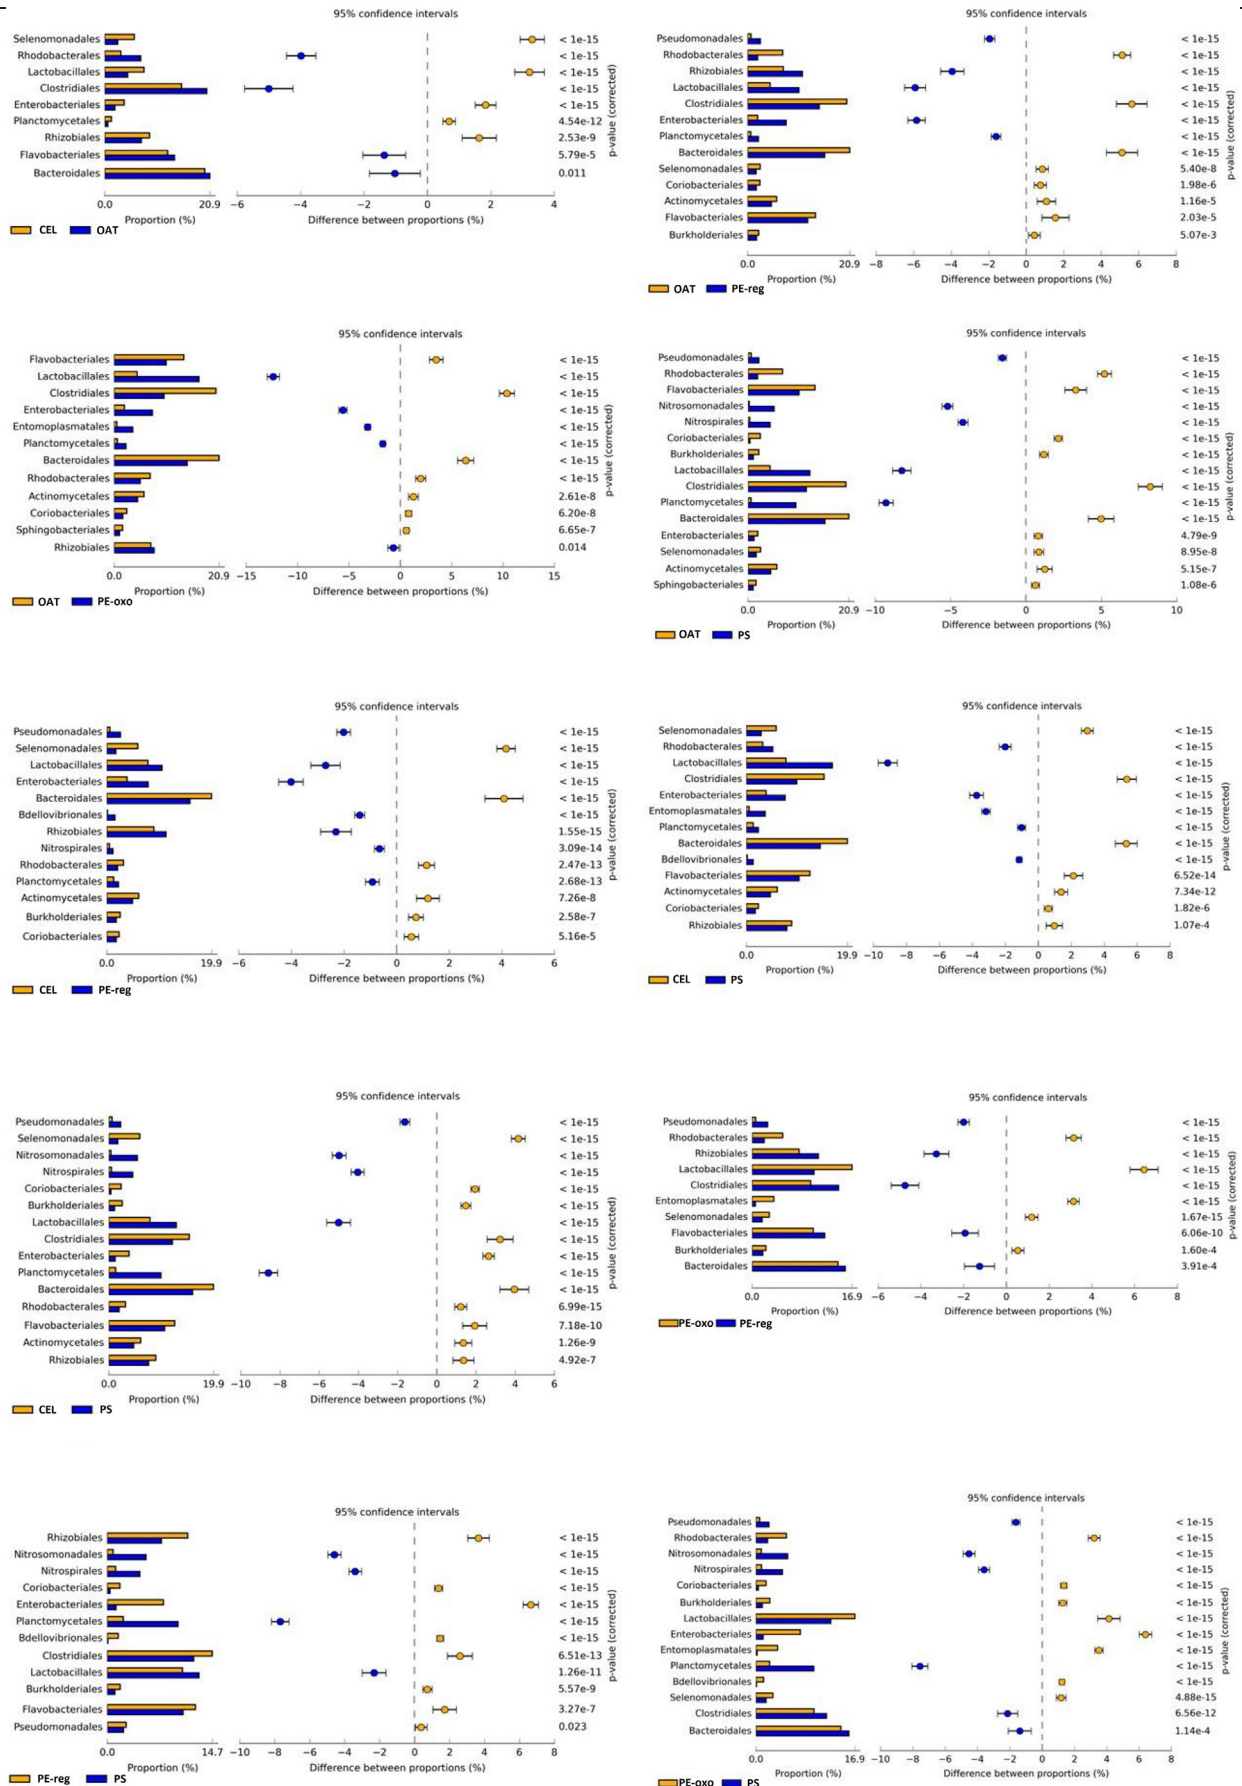 95% confidence intervals
Selenomonadales < 1e-15
Rhodobacterales < 1e-15
Lactobacillales < 1e-15
Clostridiales < 1e-15
Enterobacteriales < 1e-15
Planctomycetales 4.54e-12
Rhizobiales 2.53e-9
Flavobacteriales 5.79e-5
Bacteroidales 0.011
p-value (corrected)
0.0 20.9 −6 −4 −2 0 2 4
Proportion (%) Difference between proportions (%)
CEL OAT
95% confidence intervals
Pseudomonadales < 1e-15
Rhodobacterales < 1e-15
Rhizobiales < 1e-15
Lactobacillales < 1e-15
Clostridiales < 1e-15
Enterobacteriales < 1e-15
Planctomycetales < 1e-15
Bacteroidales < 1e-15
Selenomonadales 5.40e-8
Coriobacteriales 1.98e-6
Actinomycetales 1.16e-5
Flavobacteriales 2.03e-5
Burkholderiales 5.07e-3
p-value (corrected)
0.0 20.9 −8 −6 −4 −2 0 2 4 6 8
Proportion (%) Difference between proportions (%)
OAT PE-reg
95% confidence intervals
Flavobacteriales < 1e-15
Lactobacillales < 1e-15
Clostridiales < 1e-15
Enterobacteriales < 1e-15
Entomoplasmatales < 1e-15
Planctomycetales < 1e-15
Bacteroidales < 1e-15
Rhodobacterales < 1e-15
Actinomycetales 2.61e-8
Coriobacteriales 6.20e-8
Sphingobacteriales 6.65e-7
Rhizobiales 0.014
p-value (corrected)
0.0 20.9 −15 −10 −5 0 5 10 15
Proportion (%) Difference between proportions (%)
OAT PE-oxo
95% confidence intervals
Pseudomonadales < 1e-15
Rhodobacterales < 1e-15
Flavobacteriales < 1e-15
Nitrosomonadales < 1e-15
Nitrospirales < 1e-15
Coriobacteriales < 1e-15
Burkholderiales < 1e-15
Lactobacillales < 1e-15
Clostridiales < 1e-15
Planctomycetales < 1e-15
Bacteroidales < 1e-15
Enterobacteriales 4.79e-9
Selenomonadales 8.95e-8
Actinomycetales 5.15e-7
Sphingobacteriales 1.08e-6
p-value (corrected)
0.0 20.9 −10 −5 0 5 10
Proportion (%) Difference between proportions (%)
OAT PS
95% confidence intervals
Pseudomonadales < 1e-15
Selenomonadales < 1e-15
Lactobacillales < 1e-15
Enterobacteriales < 1e-15
Bacteroidales < 1e-15
Bdellovibrionales < 1e-15
Rhizobiales 1.55e-15
Nitrospirales 3.09e-14
Rhodobacterales 2.47e-13
Planctomycetales 2.68e-13
Actinomycetales 7.26e-8
Burkholderiales 2.58e-7
Coriobacteriales 5.16e-5
p-value (corrected)
0.0 19.9 −6 −4 −2 0 2 4 6
Proportion (%) Difference between proportions (%)
CEL PE-reg
95% confidence intervals
Selenomonadales < 1e-15
Rhodobacterales < 1e-15
Lactobacillales < 1e-15
Clostridiales < 1e-15
Enterobacteriales < 1e-15
Entomoplasmatales < 1e-15
Planctomycetales < 1e-15
Bacteroidales < 1e-15
Bdellovibrionales < 1e-15
Flavobacteriales 6.52e-14
Actinomycetales 7.34e-12
Coriobacteriales 1.82e-6
Rhizobiales 1.07e-4
p-value (corrected)
0.0 19.9 −10 −8 −6 −4 −2 0 2 4 6 8
Proportion (%) Difference between proportions (%)
CEL PS
95% confidence intervals
Pseudomonadales < 1e-15
Selenomonadales < 1e-15
Nitrosomonadales < 1e-15
Nitrospirales < 1e-15
Coriobacteriales < 1e-15
Burkholderiales < 1e-15
Lactobacillales < 1e-15
Clostridiales < 1e-15
Enterobacteriales < 1e-15
Planctomycetales < 1e-15
Bacteroidales < 1e-15
Rhodobacterales 6.99e-15
Flavobacteriales 7.18e-10
Actinomycetales 1.26e-9
Rhizobiales 4.92e-7
p-value (corrected)
0.0 19.9 −10 −8 −6 −4 −2 0 2 4 6
Proportion (%) Difference between proportions (%)
CEL PS
95% confidence intervals
Pseudomonadales < 1e-15
Rhodobacterales < 1e-15
Rhizobiales < 1e-15
Lactobacillales < 1e-15
Clostridiales < 1e-15
Entomoplasmatales < 1e-15
Selenomonadales 1.67e-15
Flavobacteriales 6.06e-10
Burkholderiales 1.60e-4
Bacteroidales 3.91e-4
p-value (corrected)
0.0 16.9 −6 −4 −2 0 2 4 6 8
Proportion (%) Difference between proportions (%)
PE-oxo PE-reg
95% confidence intervals
Rhizobiales < 1e-15
Nitrosomonadales < 1e-15
Nitrospirales < 1e-15
Coriobacteriales < 1e-15
Enterobacteriales < 1e-15
Planctomycetales < 1e-15
Bdellovibrionales < 1e-15
Clostridiales 6.51e-13
Lactobacillales 1.26e-11
Burkholderiales 5.57e-9
Flavobacteriales 3.27e-7
Pseudomonadales 0.023
p-value (corrected)
0.0 14.7 −10 −8 −6 −4 −2 0 2 4 6 8
Proportion (%) Difference between proportions (%)
PE-reg PS
95% confidence intervals
Pseudomonadales < 1e-15
Rhodobacterales < 1e-15
Nitrosomonadales < 1e-15
Nitrospirales < 1e-15
Coriobacteriales < 1e-15
Burkholderiales < 1e-15
Lactobacillales < 1e-15
Enterobacteriales < 1e-15
Entomoplasmatales < 1e-15
Planctomycetales < 1e-15
Bdellovibrionales < 1e-15
Selenomonadales 4.88e-15
Clostridiales 6.56e-12
Bacteroidales 1.14e-4
p-value (corrected)
0.0 16.9 −10 −8 −6 −4 −2 0 2 4 6 8
Proportion (%) Difference between proportions (%)
PE-oxo PS